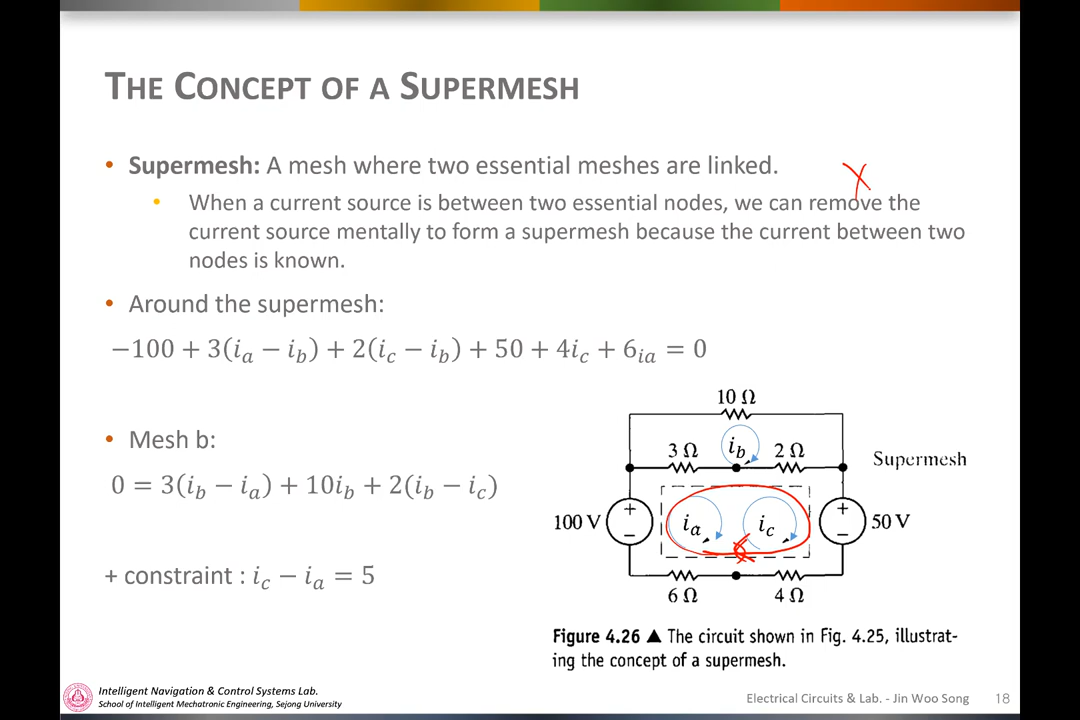 THE CONCEPT OF A SUPERMESH
• Supermesh: A mesh where two essential meshes are linked.
X
• When a current source is between two essential nodes, we can remove the
current source mentally to form a supermesh because the current between two
nodes is known.
• Around the supermesh:
−100 + 3(i_a − i_b) + 2(i_c − i_b) + 50 + 4i_c + 6_{ia} = 0
• Mesh b:
0 = 3(i_b − i_a) + 10i_b + 2(i_b − i_c)
+ constraint : i_c − i_a = 5
10 Ω
3 Ω
i_b
2 Ω
Supermesh
100 V
+
−
i_a
i_c
+
−
50 V
6 Ω
4 Ω
Figure 4.26 ▲ The circuit shown in Fig. 4.25, illustrat-
ing the concept of a supermesh.
Intelligent Navigation & Control Systems Lab.
School of Intelligent Mechatronic Engineering, Sejong University
Electrical Circuits & Lab. - Jin Woo Song
18